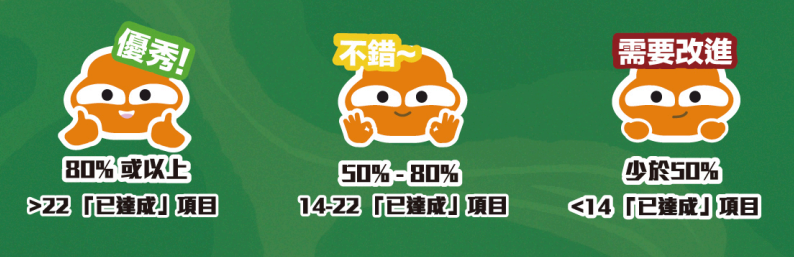 優秀!
不錯~
需要改進
80% 或以上
50% - 80%
少於50%
>22「已達成」項目
14-22「已達成」項目
<14「已達成」項目